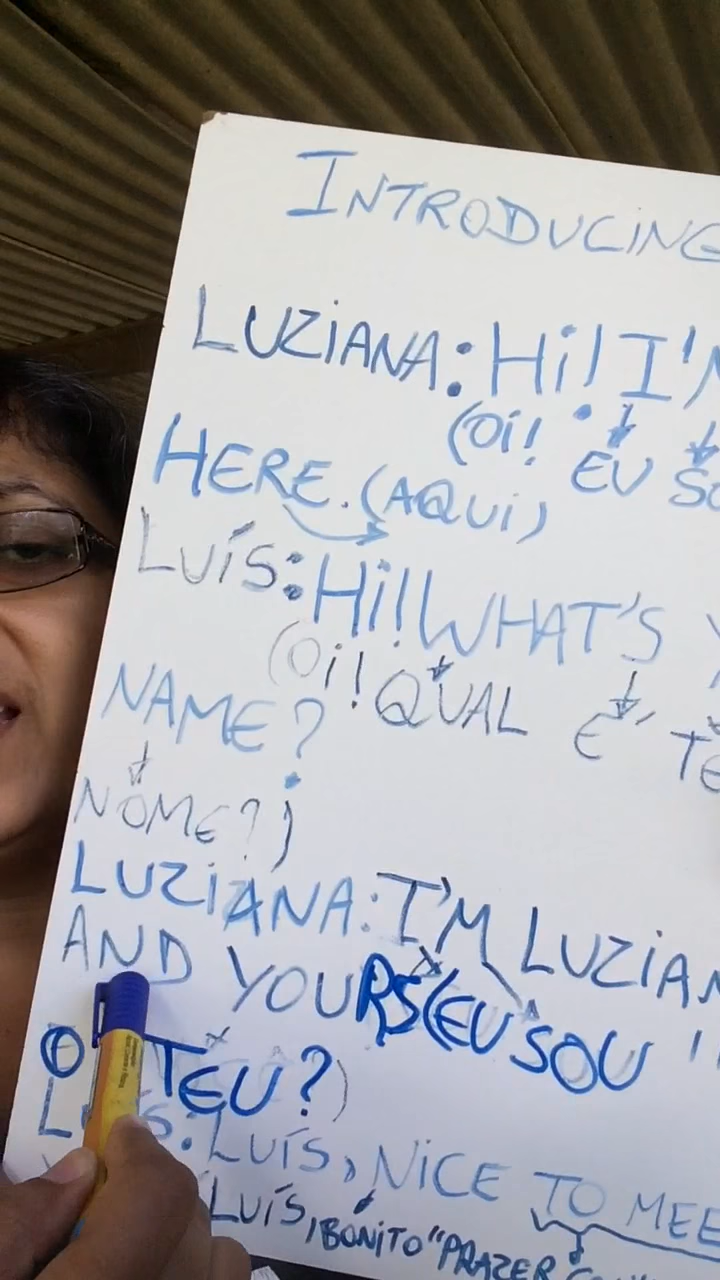 INTRODUCING
LUZIANA: Hi! I'M
(Oi! EU SO
HERE. (AQUI)
LUÍS: Hi! WHAT'S Y
(Oi! QUAL É TE
NAME?
NOME?)
LUZIANA: I'M LUZIAN
AND YOURS (EU SOU
O TEU?)
LUÍS, NICE TO MEE
LUÍS, BONITO "PRAZER